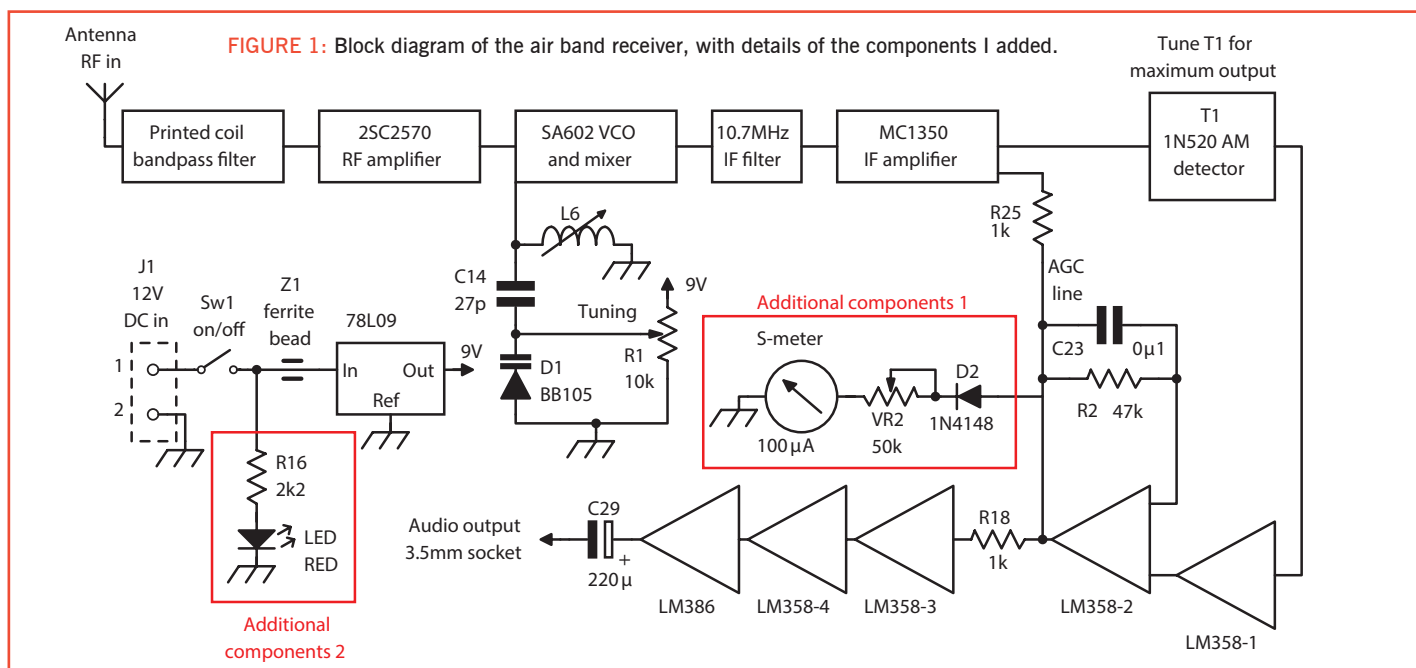 FIGURE 1: Block diagram of the air band receiver, with details of the components I added.
Antenna
RF in
Printed coil
bandpass filter
2SC2570
RF amplifier
SA602 VCO
and mixer
10.7MHz
IF filter
MC1350
IF amplifier
Tune T1 for
maximum output
T1
1N520 AM
detector
R25
1k
AGC
line
L6
C14
27p
Tuning
9V
R1
10k
D1
BB105
J1
12V
DC in
1
2
Sw1
on/off
Z1
ferrite
bead
78L09
In
Out
Ref
9V
R16
2k2
LED
RED
Additional
components 2
Additional components 1
S-meter
100µA
VR2
50k
D2
1N4148
C23
0µ1
R2
47k
Audio output
3.5mm socket
C29
+
220µ
LM386
LM358-4
LM358-3
R18
1k
LM358-2
LM358-1